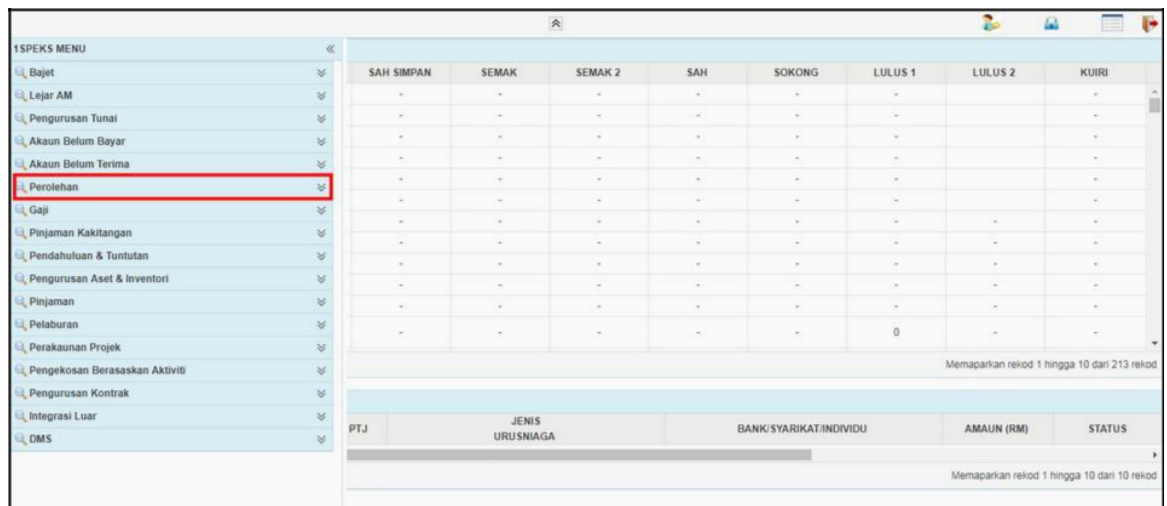 1SPEKS MENU
Bajet
Lejar AM
Pengurusan Tunai
Akaun Belum Bayar
Akaun Belum Terima
Perolehan
Gaji
Pinjaman Kakitangan
Pendahuluan & Tuntutan
Pengurusan Aset & Inventori
Pinjaman
Pelaburan
Perakaunan Projek
Pengekosan Berasaskan Aktiviti
Pengurusan Kontrak
Integrasi Luar
DMS
SAH SIMPAN SEMAK SEMAK 2 SAH SOKONG LULUS 1 LULUS 2 KUIRI
- - - - - - -
- - - - - - -
- - - - - - -
- - - - - - -
- - - - - - -
- - - - - - -
- - - - - - - -
- - - - - - - -
- - - - - - - -
- - - - - - - -
- - - - - - - -
- - - - - 0 - -
Memaparkan rekod 1 hingga 10 dari 213 rekod
PTJ JENIS URUSNIAGA BANK/SYARIKAT/INDIVIDU AMAUN (RM) STATUS
Memaparkan rekod 1 hingga 10 dari 10 rekod